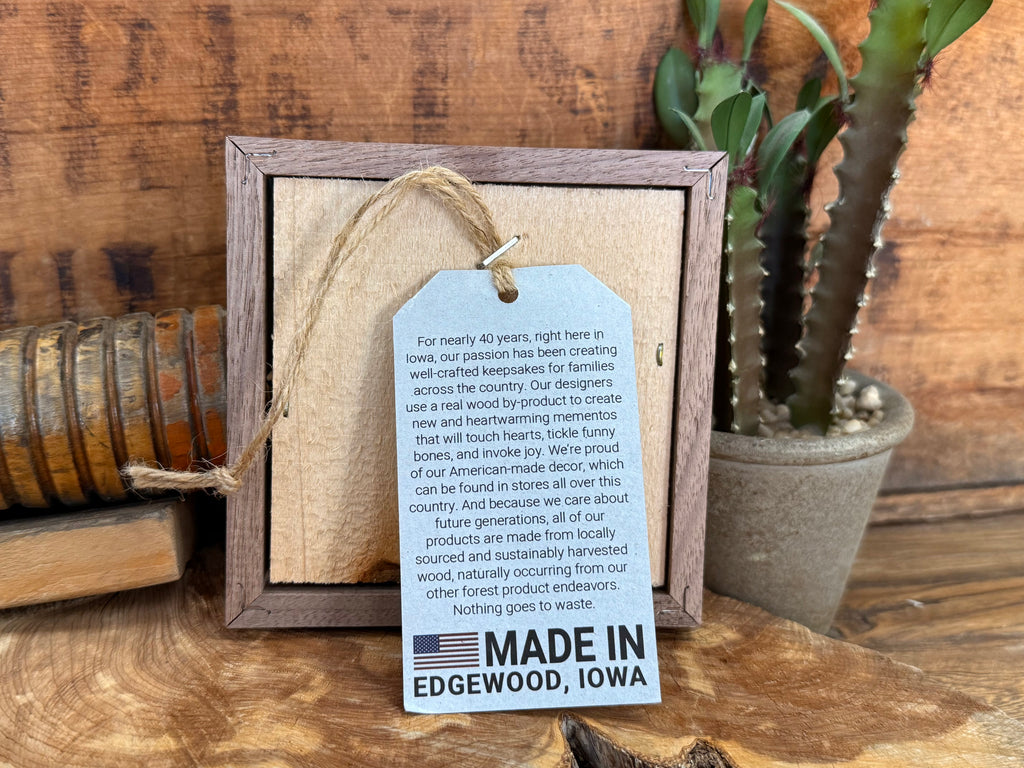 For nearly 40 years, right here in
Iowa, our passion has been creating
well-crafted keepsakes for families
across the country. Our designers
use a real wood by-product to create
new and heartwarming mementos
that will touch hearts, tickle funny
bones, and invoke joy. We're proud
of our American-made decor, which
can be found in stores all over this
country. And because we care about
future generations, all of our
products are made from locally
sourced and sustainably harvested
wood, naturally occurring from our
other forest product endeavors.
Nothing goes to waste.
MADE IN
EDGEWOOD, IOWA